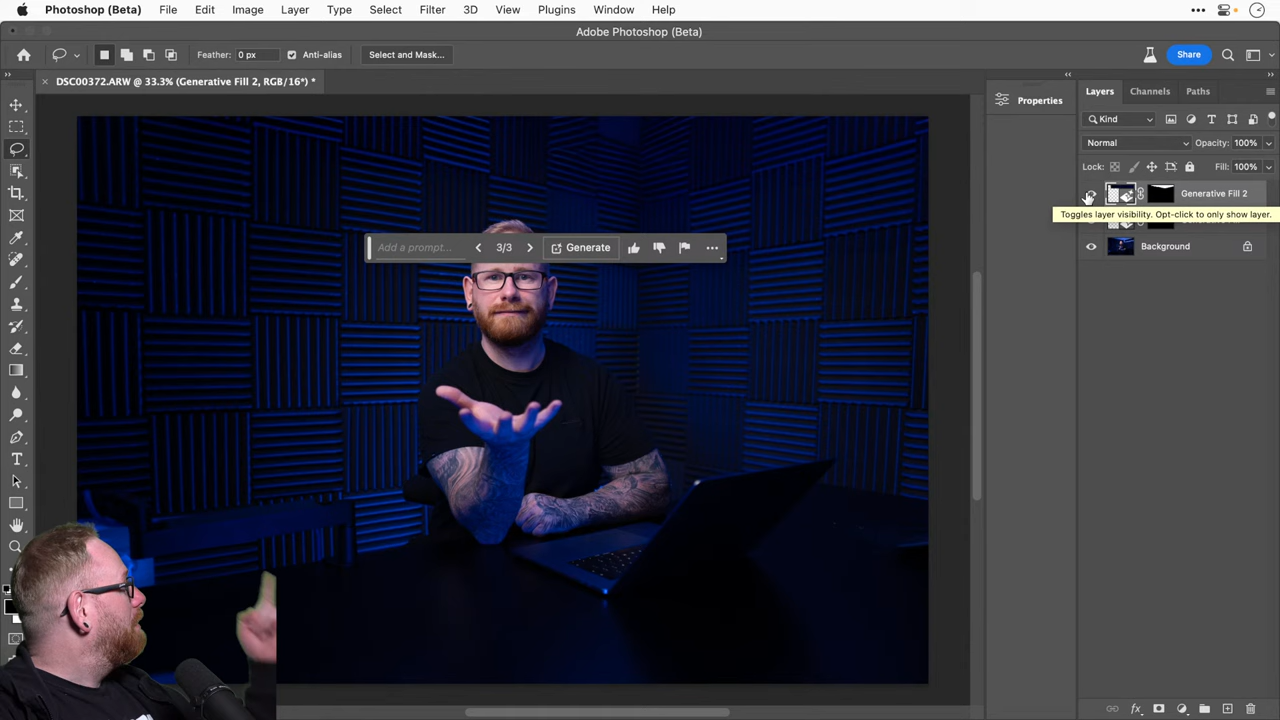 Photoshop (Beta) File Edit Image Layer Type Select Filter 3D View Plugins Window Help
Adobe Photoshop (Beta)
Feather: 0 px Anti-alias Select and Mask... Share
DSC00372.ARW @ 33.3% (Generative Fill 2, RGB/16*) *
Properties
Layers Channels Paths
Kind
Normal Opacity: 100%
Lock: Fill: 100%
Generative Fill 2
Toggles layer visibility. Opt-click to only show layer.
Background
Add a prompt... 3/3 Generate